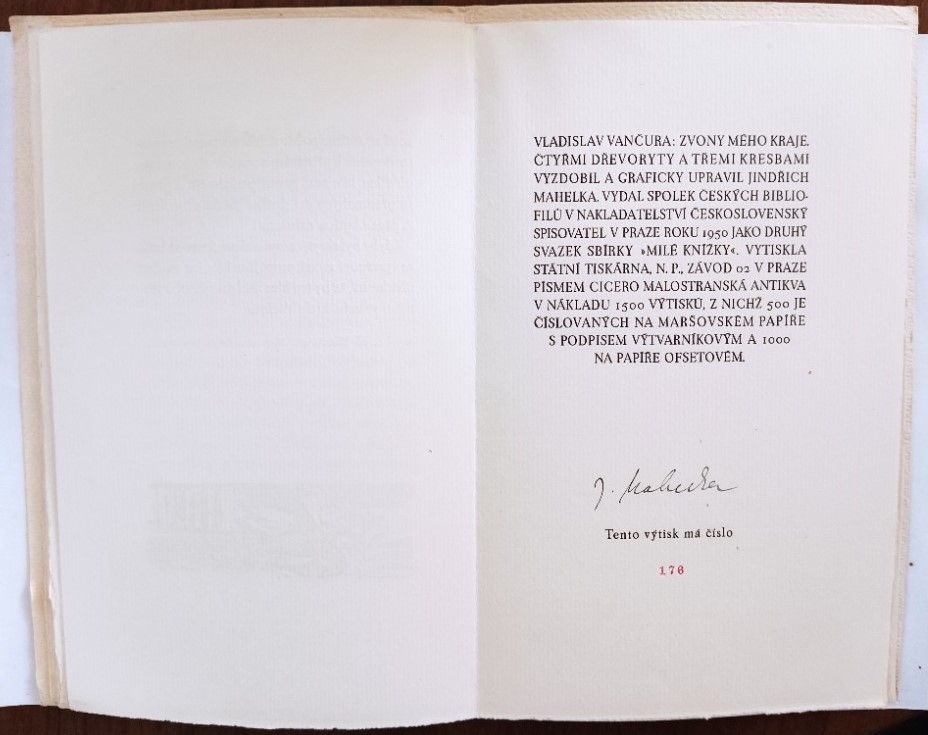 VLADISLAV VANČURA: ZVONY MÉHO KRAJE.
ČTYŘMI DŘEVORYTY A TŘEMI KRESBAMI
VYZDOBIL A GRAFICKY UPRAVIL JINDŘICH
MAHELKA. VYDAL SPOLEK ČESKÝCH BIBLIO-
FILŮ V NAKLADATELSTVÍ ČESKOSLOVENSKÝ
SPISOVATEL V PRAZE ROKU 1950 JAKO DRUHÝ
SVAZEK SBÍRKY »MILÉ KNÍŽKY«. VYTISKLA
STÁTNÍ TISKÁRNA, N. P., ZÁVOD 02 V PRAZE
PÍSMEM CICERO MALOSTRANSKÁ ANTIKVA
V NÁKLADU 1500 VÝTISKŮ, Z NICHŽ 500 JE
ČÍSLOVANÝCH NA MARŠOVSKÉM PAPÍŘE
S PODPISEM VÝTVARNÍKOVÝM A 1000
NA PAPÍŘE OFSETOVÉM.
J. Mahelka
Tento výtisk má číslo
176